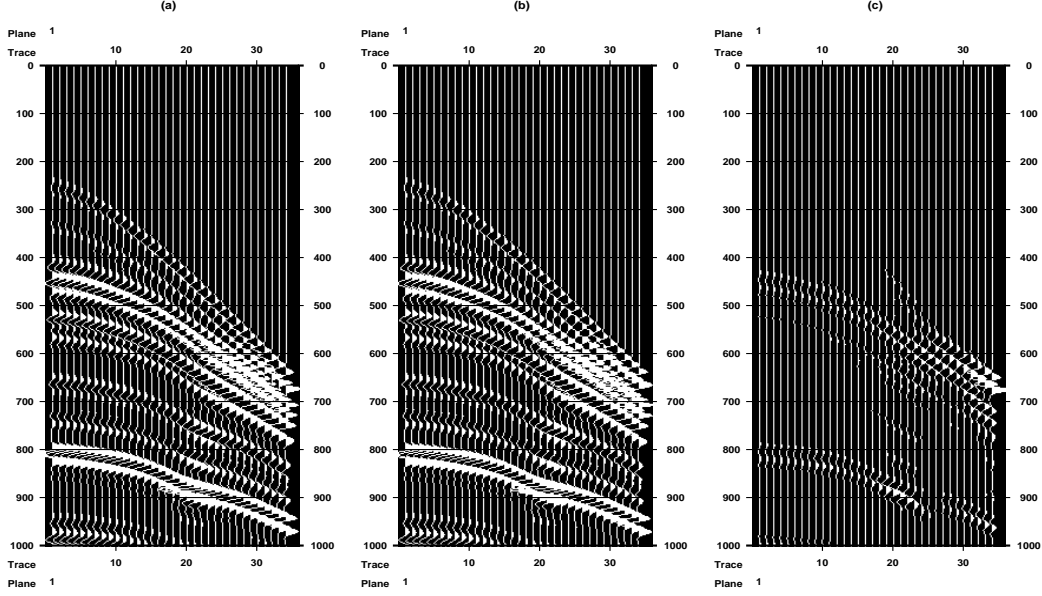 (a) (b) (c)
Plane 1 Plane 1 Plane 1
Trace 10 20 30 Trace 10 20 30 Trace 10 20 30
0 0 0 0 0 0
100 100 100 100 100 100
200 200 200 200 200 200
300 300 300 300 300 300
400 400 400 400 400 400
500 500 500 500 500 500
600 600 600 600 600 600
700 700 700 700 700 700
800 800 800 800 800 800
900 900 900 900 900 900
1000 1000 1000 1000 1000 1000
Trace 10 20 30 Trace 10 20 30 Trace 10 20 30
Plane 1 Plane 1 Plane 1